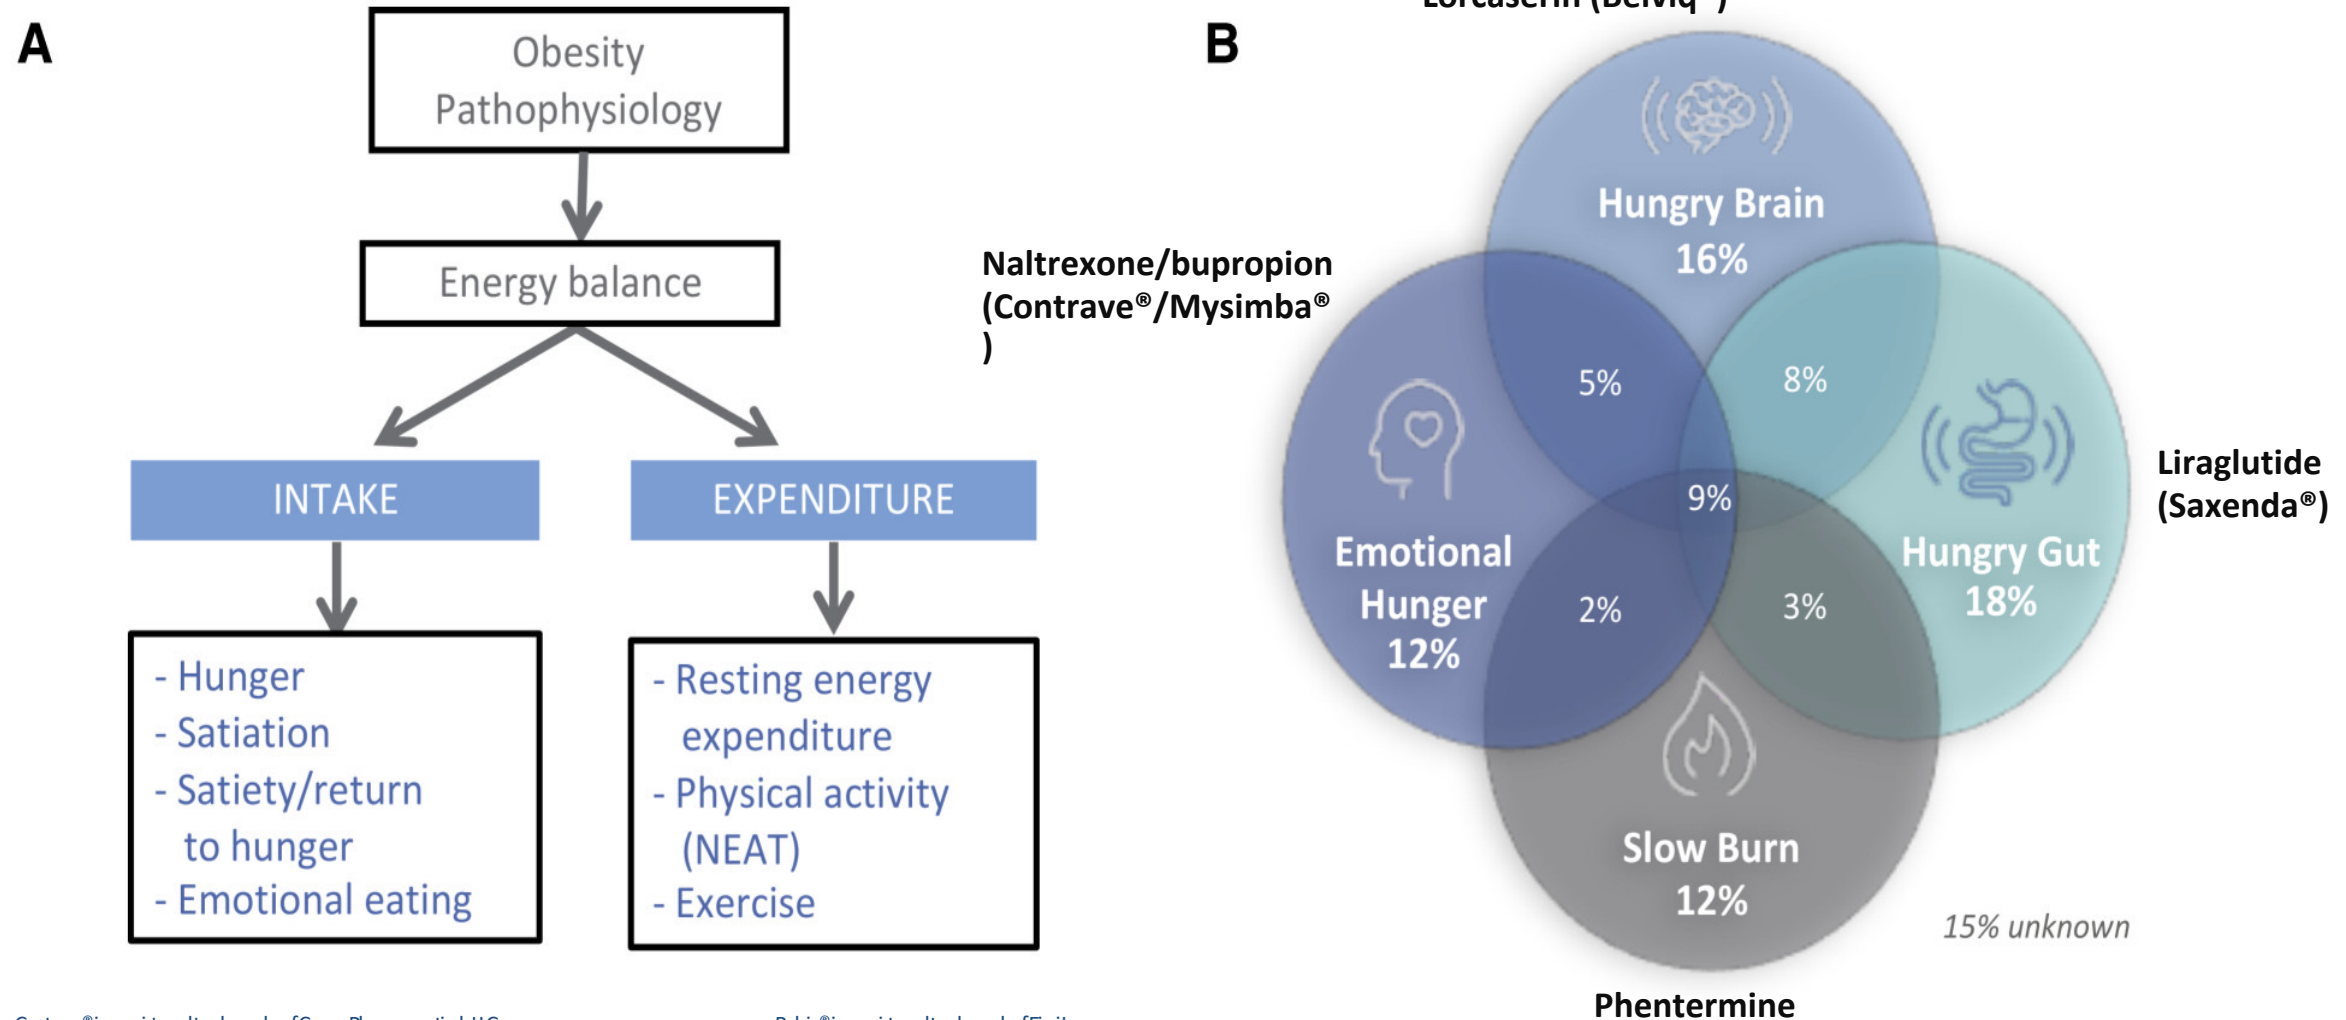 A
Obesity
Pathophysiology
Energy balance
INTAKE
EXPENDITURE
- Hunger
- Satiation
- Satiety/return
to hunger
- Emotional eating
- Resting energy
expenditure
- Physical activity
(NEAT)
- Exercise
B
Lorcaserin (Belviq®)
Hungry Brain
16%
Naltrexone/bupropion
(Contrave®/Mysimba®
)
5%
8%
Emotional
Hunger
12%
9%
Hungry Gut
18%
Liraglutide
(Saxenda®)
2%
3%
Slow Burn
12%
15% unknown
Phentermine